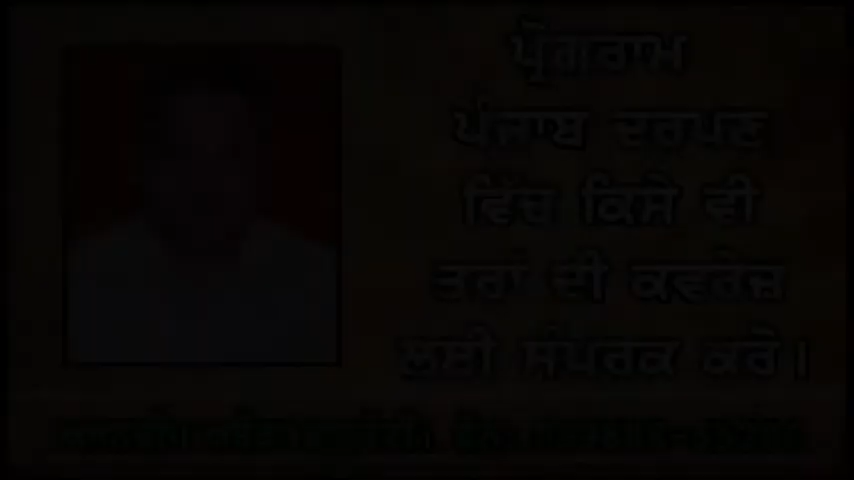 ਪ੍ਰੋਗਰਾਮ
ਪੰਜਾਬ ਦਰਪਣ
ਵਿੱਚ ਕਿਸੇ ਵੀ
ਤਰਾਂ ਦੀ ਕਵਰੇਜ਼
ਲਈ ਸੰਪਰਕ ਕਰੋ।